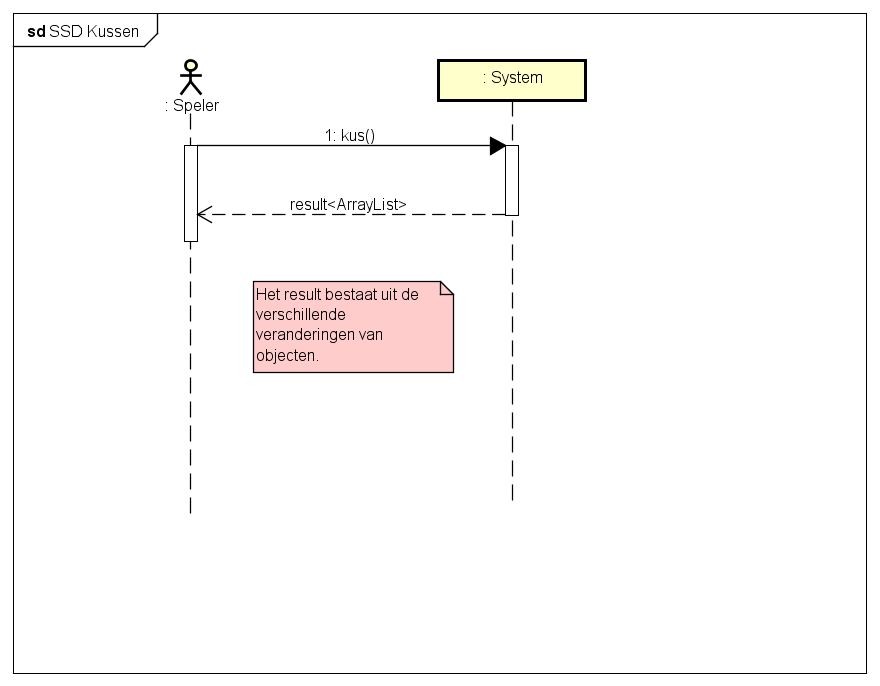 sd SSD Kussen
: Speler
: System
1: kus()
result<ArrayList>
Het result bestaat uit de
verschillende
veranderingen van
objecten.